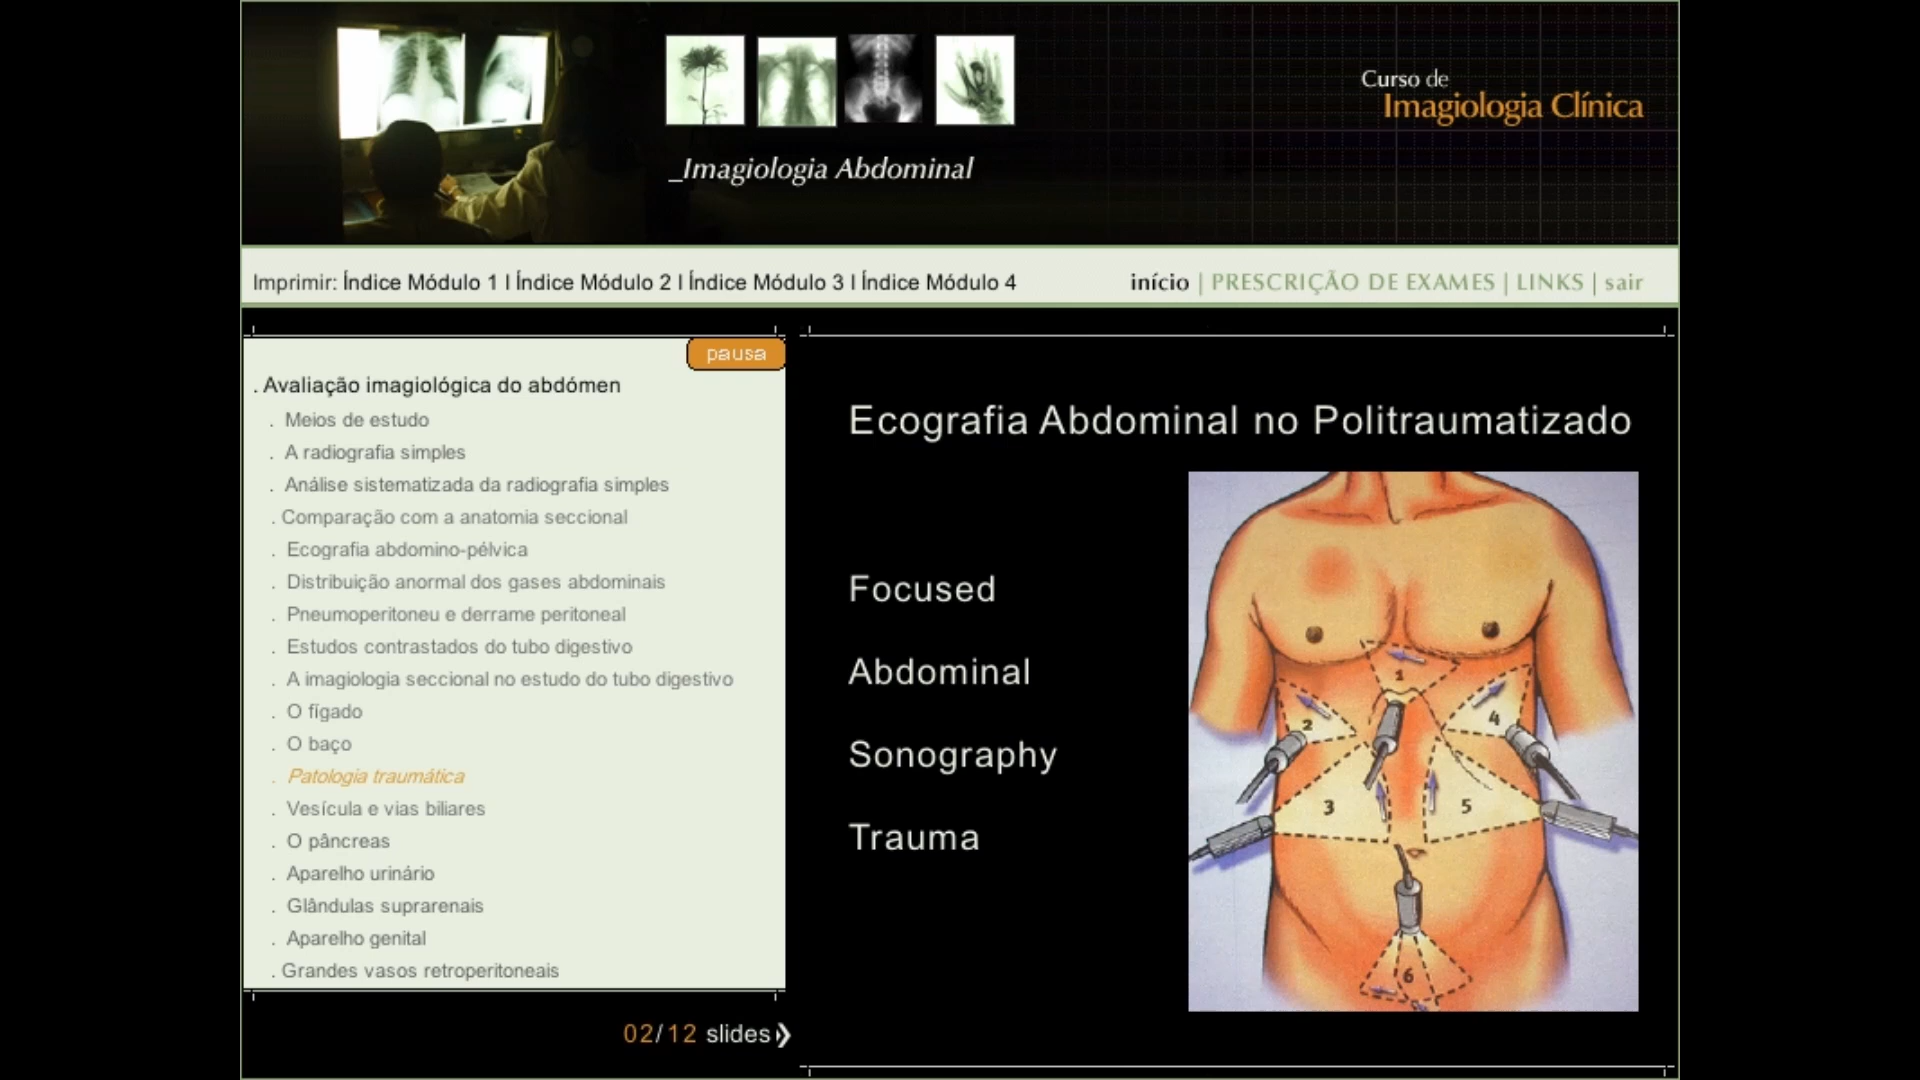 Curso de
Imagiologia Clínica
_Imagiologia Abdominal
Imprimir: Índice Módulo 1 I Índice Módulo 2 I Índice Módulo 3 I Índice Módulo 4
início | PRESCRIÇÃO DE EXAMES | LINKS | sair
pausa
. Avaliação imagiológica do abdómen
. Meios de estudo
. A radiografia simples
. Análise sistematizada da radiografia simples
. Comparação com a anatomia seccional
. Ecografia abdomino-pélvica
. Distribuição anormal dos gases abdominais
. Pneumoperitoneu e derrame peritoneal
. Estudos contrastados do tubo digestivo
. A imagiologia seccional no estudo do tubo digestivo
. O fígado
. O baço
. Patologia traumática
. Vesícula e vias biliares
. O pâncreas
. Aparelho urinário
. Glândulas suprarenais
. Aparelho genital
. Grandes vasos retroperitoneais
02/12 slides
Ecografia Abdominal no Politraumatizado
Focused
Abdominal
Sonography
Trauma
1
2
4
3
5
6